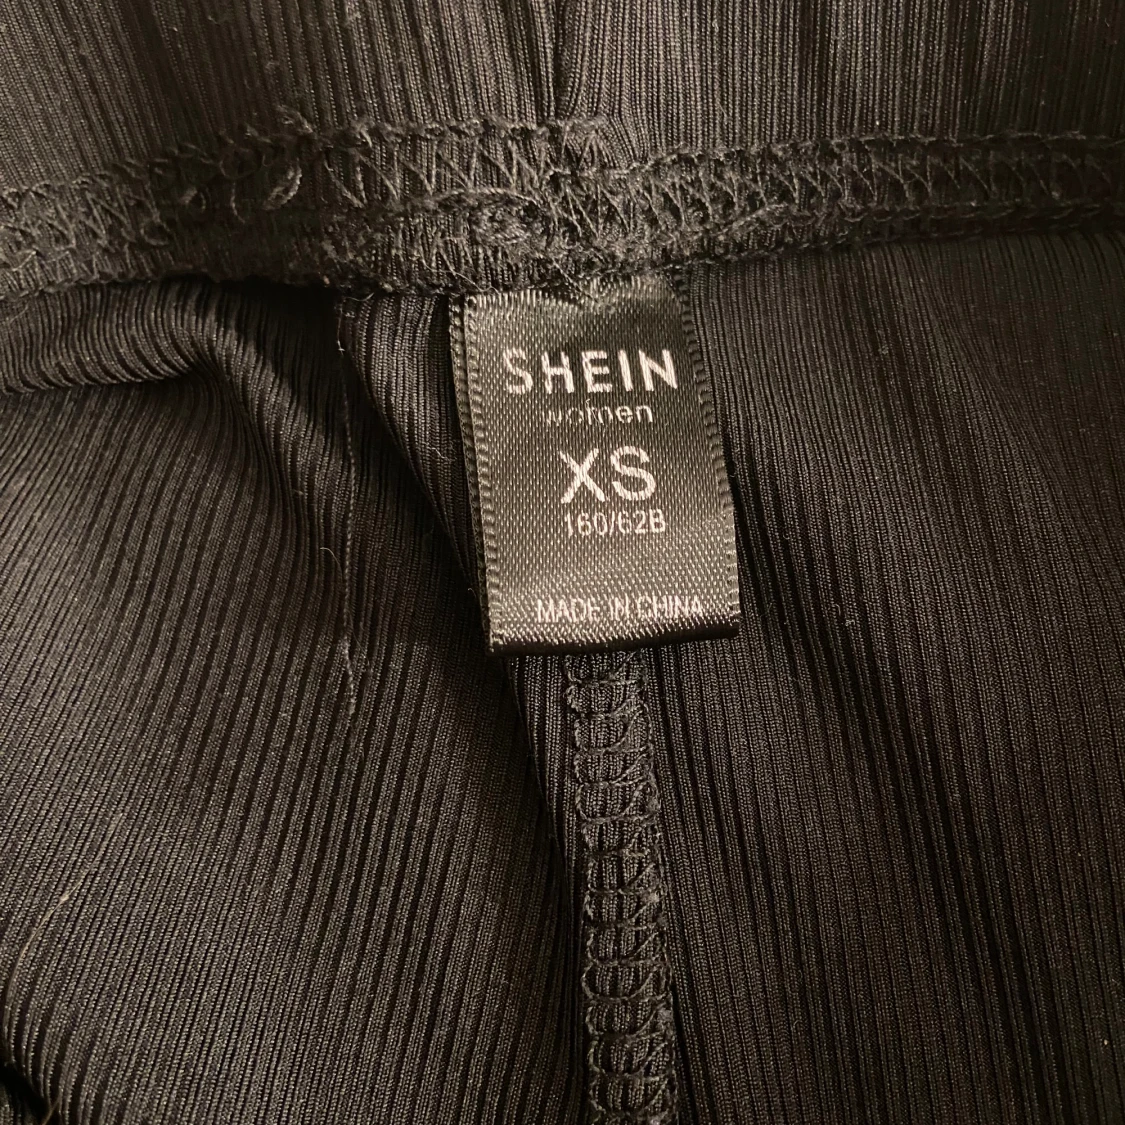 SHEIN
women
XS
160/62B
MADE IN CHINA